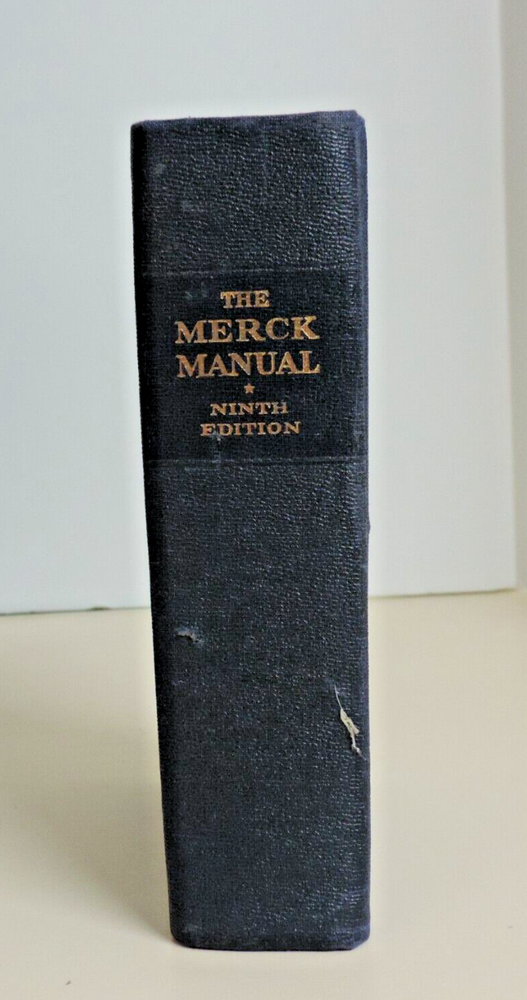 THE
MERCK
MANUAL
★
NINTH
EDITION